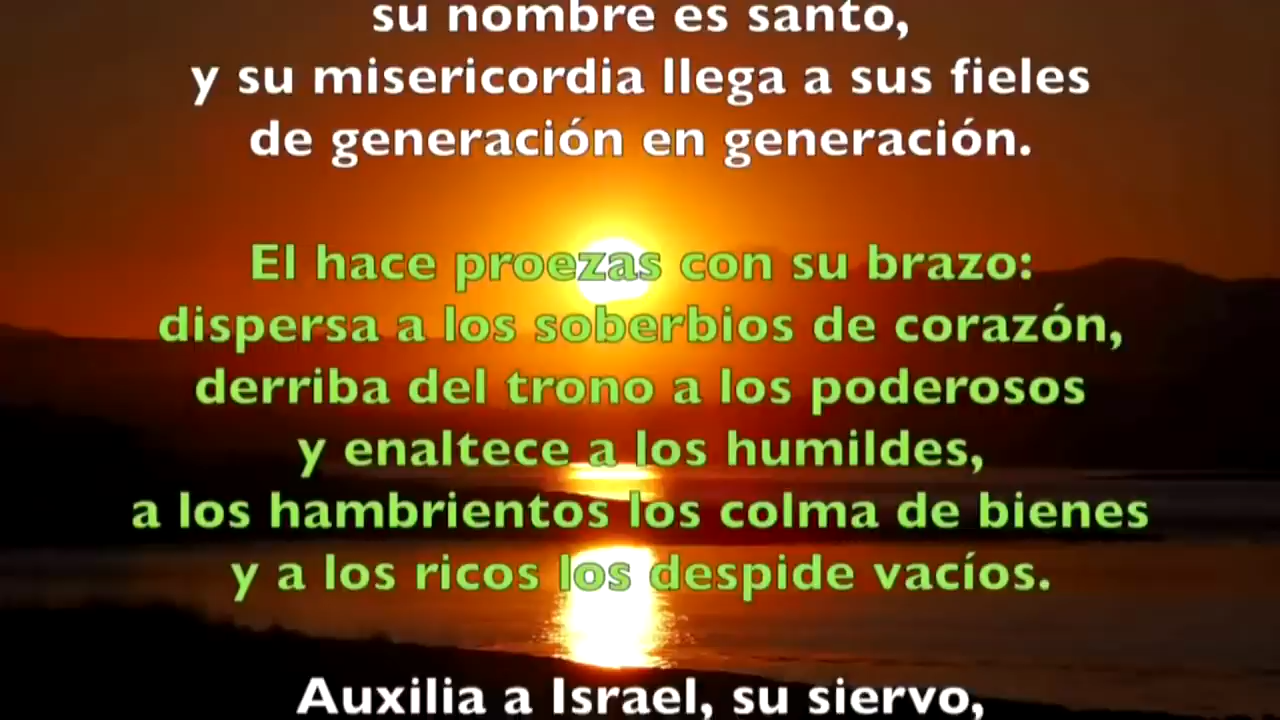 su nombre es santo,
y su misericordia llega a sus fieles
de generación en generación.
El hace proezas con su brazo:
dispersa a los soberbios de corazón,
derriba del trono a los poderosos
y enaltece a los humildes,
a los hambrientos los colma de bienes
y a los ricos los despide vacíos.
Auxilia a Israel, su siervo,